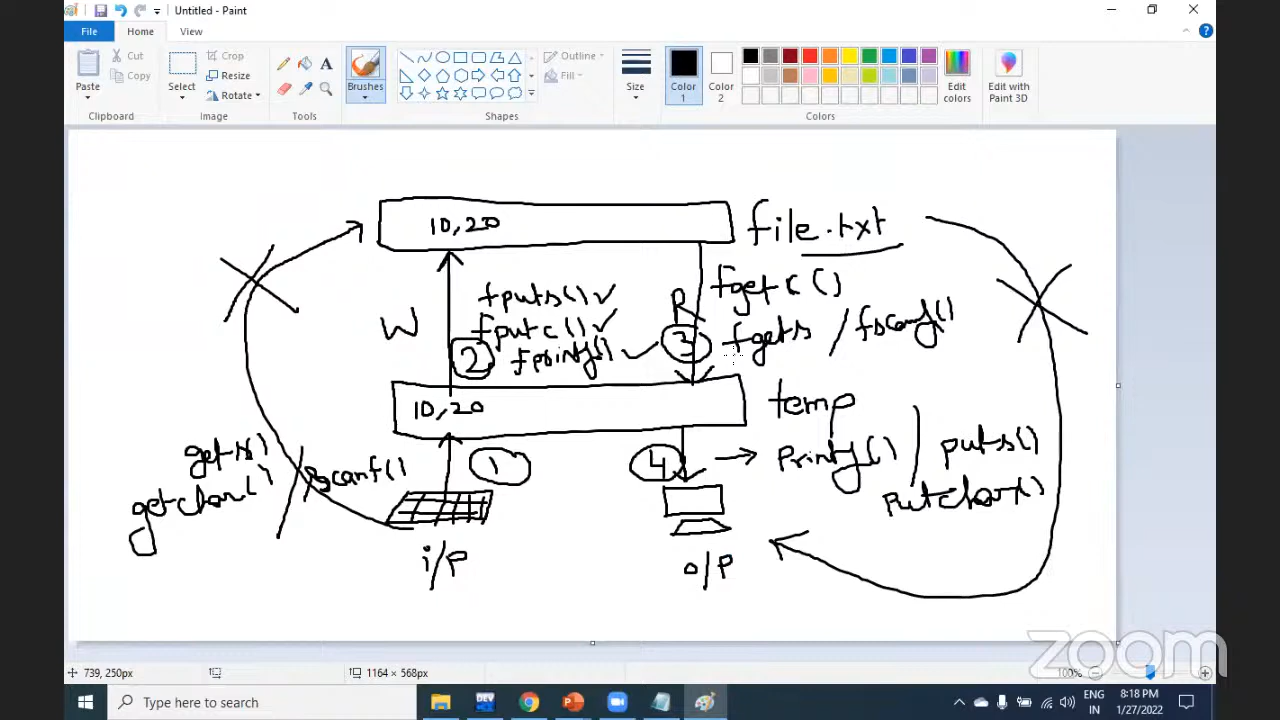 Untitled - Paint
File Home View
Paste
Cut
Copy
Clipboard
Select
Crop
Resize
Rotate
Image
Tools
Brushes
Shapes
Outline
Fill
Size
Color 1
Color 2
Colors
Edit colors
Edit with Paint 3D
10,20
file.txt
fputs()
fputc()
fprintf()
W
2
R
3
fgetc()
fgets / fscanf()
10,20
temp
gets()
getchar()
scanf()
1
4
printf()
puts()
putchar()
i/p
o/p
zoom
739, 250px
1164 × 568px
100%
Type here to search
DEV
ENG
IN
8:18 PM
1/27/2022